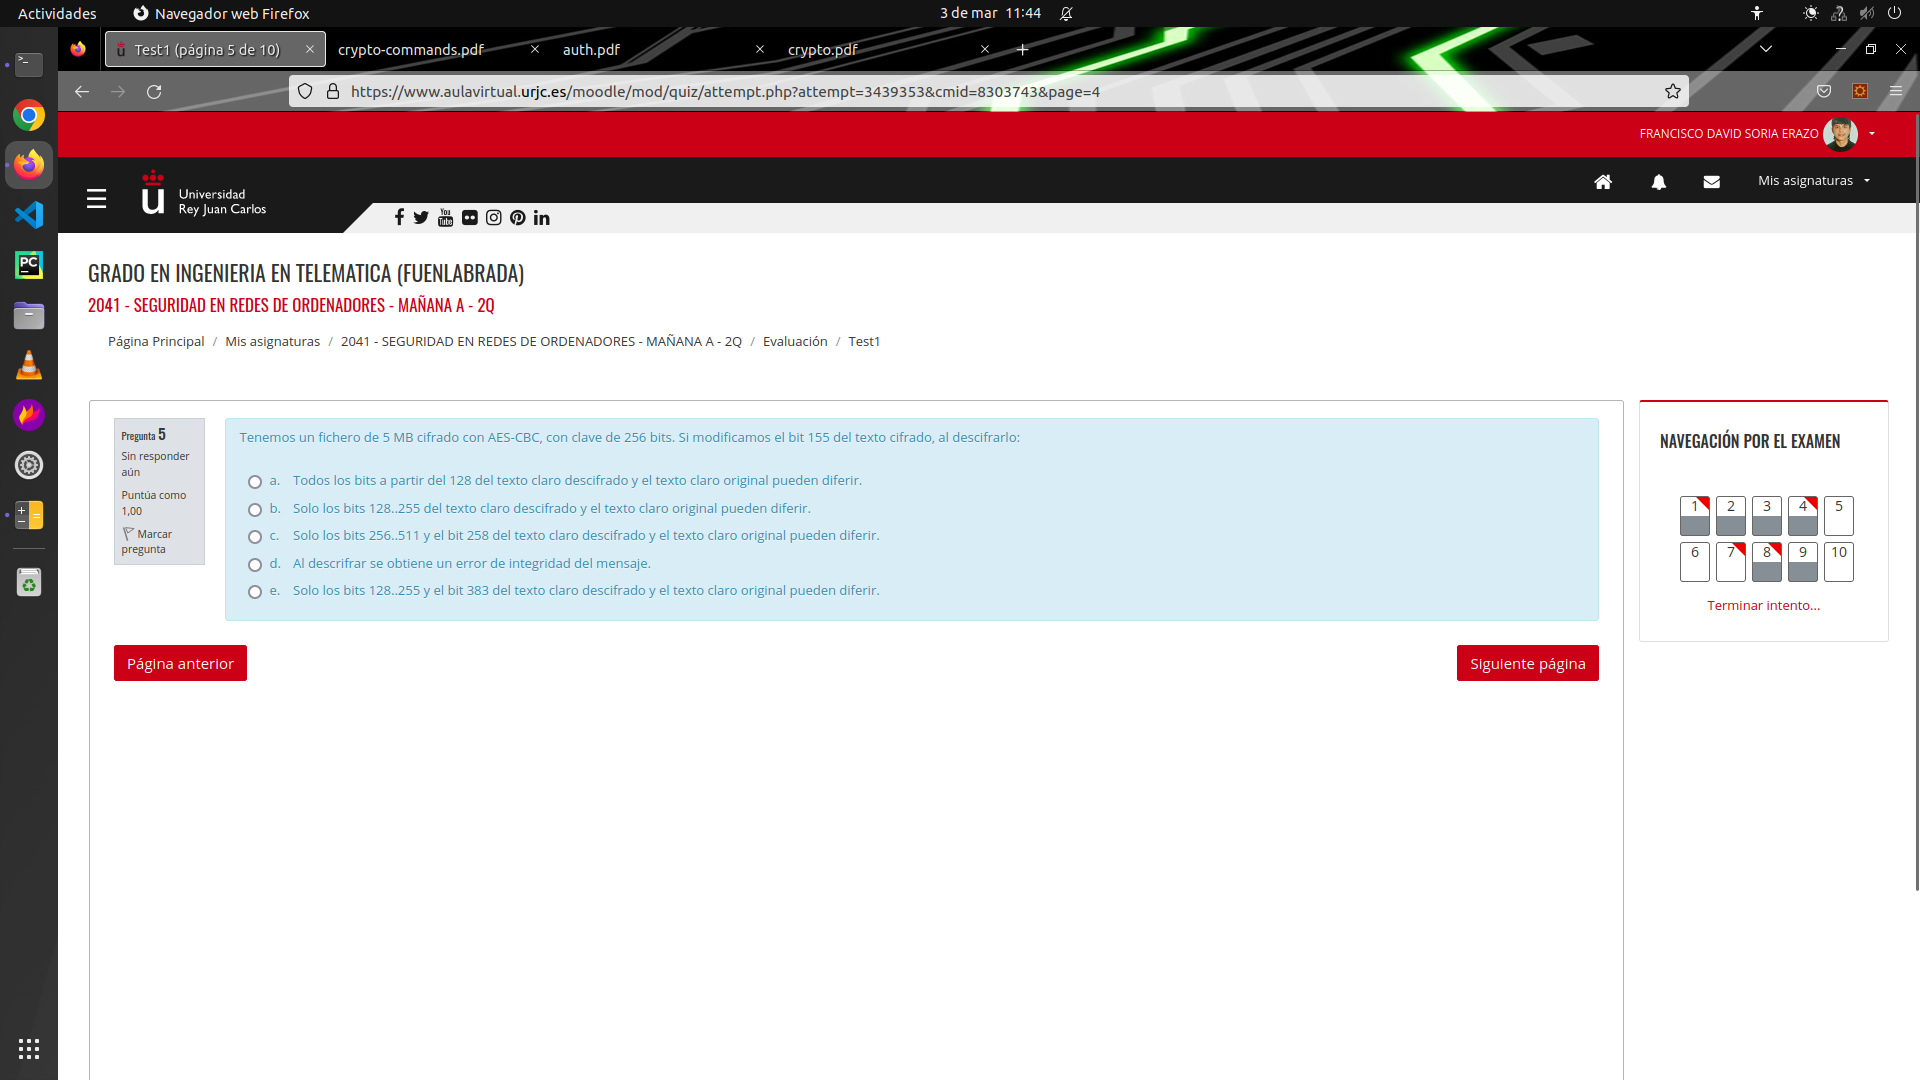 Actividades
Navegador web Firefox
3 de mar 11:44
Test1 (página 5 de 10)
crypto-commands.pdf
auth.pdf
crypto.pdf
https://www.aulavirtual.urjc.es/moodle/mod/quiz/attempt.php?attempt=3439353&cmid=8303743&page=4
FRANCISCO DAVID SORIA ERAZO
Universidad
Rey Juan Carlos
Mis asignaturas
GRADO EN INGENIERIA EN TELEMATICA (FUENLABRADA)
2041 - SEGURIDAD EN REDES DE ORDENADORES - MAÑANA A - 2Q
Página Principal / Mis asignaturas / 2041 - SEGURIDAD EN REDES DE ORDENADORES - MAÑANA A - 2Q / Evaluación / Test1
Pregunta 5
Sin responder
aún
Puntúa como
1,00
Marcar
pregunta
Tenemos un fichero de 5 MB cifrado con AES-CBC, con clave de 256 bits. Si modificamos el bit 155 del texto cifrado, al descifrarlo:
a. Todos los bits a partir del 128 del texto claro descifrado y el texto claro original pueden diferir.
b. Solo los bits 128..255 del texto claro descifrado y el texto claro original pueden diferir.
c. Solo los bits 256..511 y el bit 258 del texto claro descifrado y el texto claro original pueden diferir.
d. Al descrifrar se obtiene un error de integridad del mensaje.
e. Solo los bits 128..255 y el bit 383 del texto claro descifrado y el texto claro original pueden diferir.
Página anterior
Siguiente página
NAVEGACIÓN POR EL EXAMEN
1 2 3 4 5
6 7 8 9 10
Terminar intento...